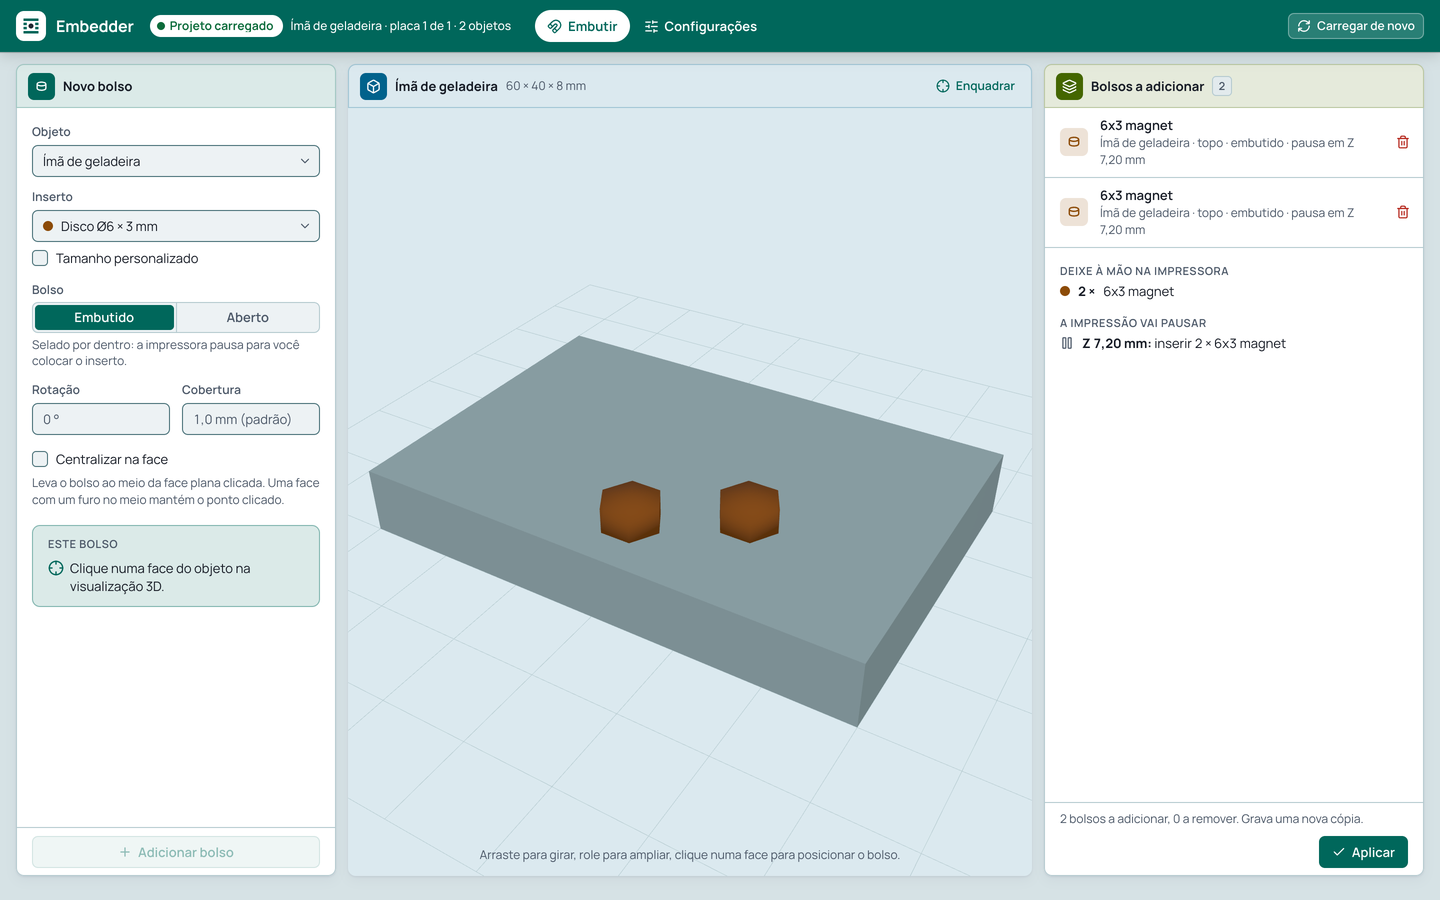 Embedder
Projeto carregado
Ímã de geladeira · placa 1 de 1 · 2 objetos
Embutir
Configurações
Carregar de novo
Novo bolso
Objeto
Ímã de geladeira
Inserto
Disco Ø6 × 3 mm
Tamanho personalizado
Bolso
Embutido
Aberto
Selado por dentro: a impressora pausa para você
colocar o inserto.
Rotação
Cobertura
0 °
1,0 mm (padrão)
Centralizar na face
Leva o bolso ao meio da face plana clicada. Uma face
com um furo no meio mantém o ponto clicado.
ESTE BOLSO
Clique numa face do objeto na
visualização 3D.
Adicionar bolso
Ímã de geladeira
60 × 40 × 8 mm
Enquadrar
Arraste para girar, role para ampliar, clique numa face para posicionar o bolso.
Bolsos a adicionar
2
6x3 magnet
Ímã de geladeira · topo · embutido · pausa em Z
7,20 mm
6x3 magnet
Ímã de geladeira · topo · embutido · pausa em Z
7,20 mm
DEIXE À MÃO NA IMPRESSORA
2 × 6x3 magnet
A IMPRESSÃO VAI PAUSAR
Z 7,20 mm: inserir 2 × 6x3 magnet
2 bolsos a adicionar, 0 a remover. Grava uma nova cópia.
Aplicar